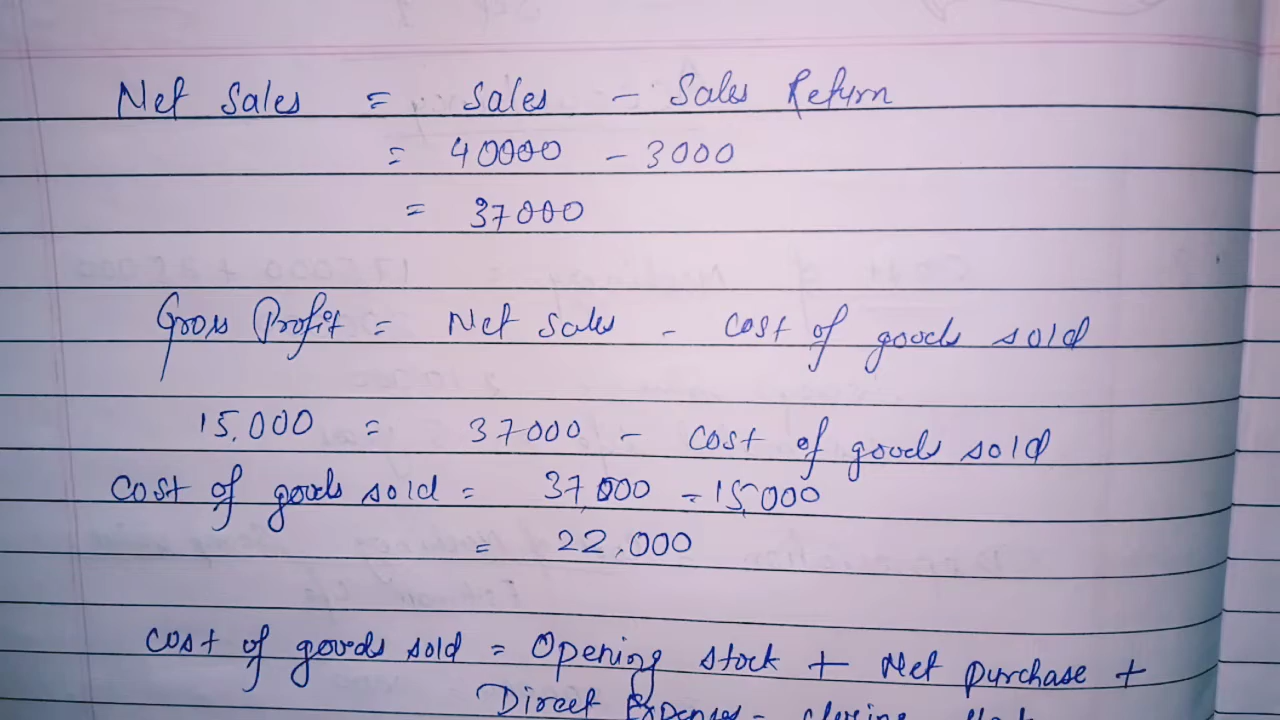 Net Sales = Sales - Sales Return
= 40000 - 3000
= 37000
Gross Profit = Net Sales - Cost of goods sold
15,000 = 37000 - Cost of goods sold
Cost of goods sold = 37,000 - 15,000
= 22,000
Cost of goods sold = Opening stock + Net purchase +
Direct Expenses - closing